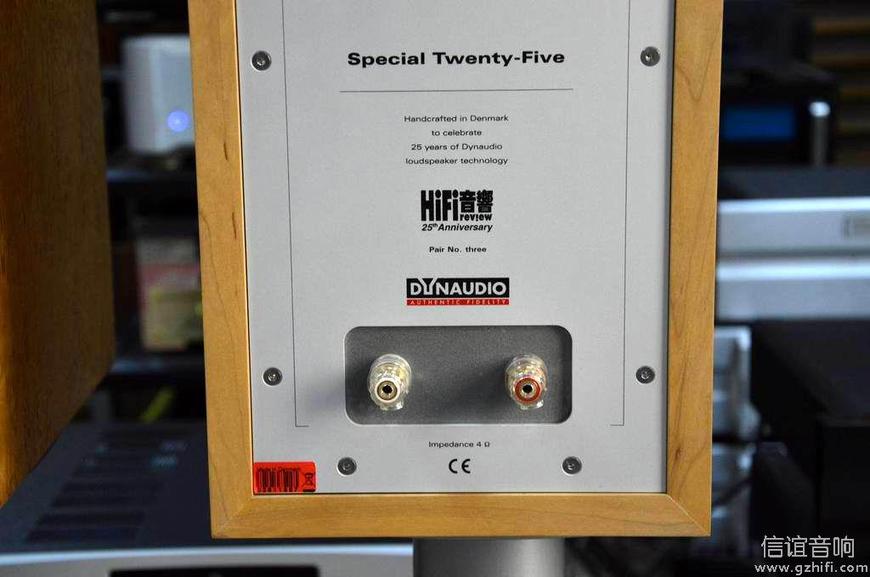 Special Twenty-Five
Handcrafted in Denmark
to celebrate
25 years of Dynaudio
loudspeaker technology
HiFi音響
review
25th Anniversary
Pair No. three
DYNAUDIO
AUTHENTIC FIDELITY
Impedance 4 Ω
CE
信谊音响
www.gzhifi.com